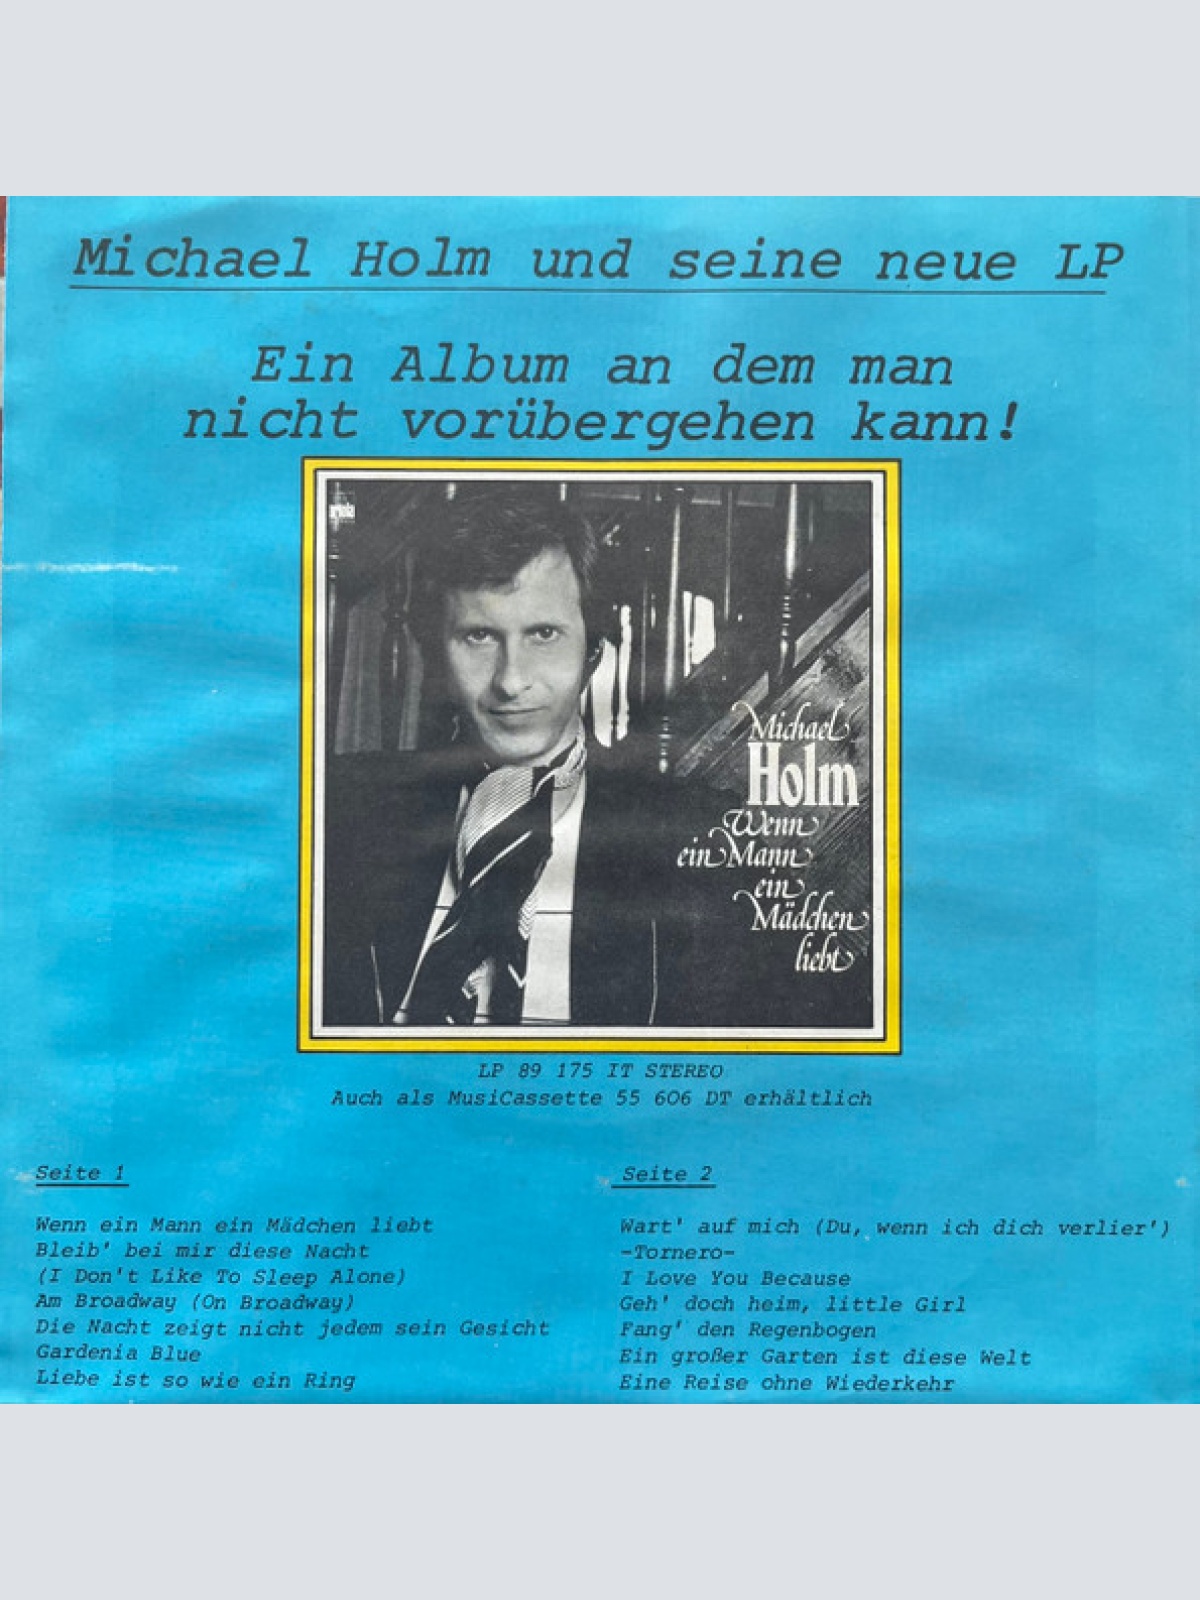 Michael Holm und seine neue LP
Ein Album an dem man
nicht vorübergehen kann!
ariola
Michael
Holm
Wenn
ein Mann
ein
Mädchen
liebt
LP 89 175 IT STEREO
Auch als MusiCassette 55 606 DT erhältlich
Seite 1
Wenn ein Mann ein Mädchen liebt
Bleib' bei mir diese Nacht
(I Don't Like To Sleep Alone)
Am Broadway (On Broadway)
Die Nacht zeigt nicht jedem sein Gesicht
Gardenia Blue
Liebe ist so wie ein Ring
Seite 2
Wart' auf mich (Du, wenn ich dich verlier')
-Tornero-
I Love You Because
Geh' doch heim, little Girl
Fang' den Regenbogen
Ein großer Garten ist diese Welt
Eine Reise ohne Wiederkehr